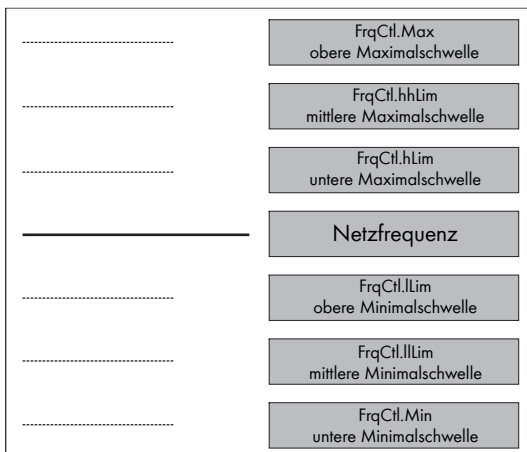 FrqCtl.Max
obere Maximalschwelle
FrqCtl.hhLim
mittlere Maximalschwelle
FrqCtl.hLim
untere Maximalschwelle
Netzfrequenz
FrqCtl.lLim
obere Minimalschwelle
FrqCtl.llLim
mittlere Minimalschwelle
FrqCtl.Min
untere Minimalschwelle